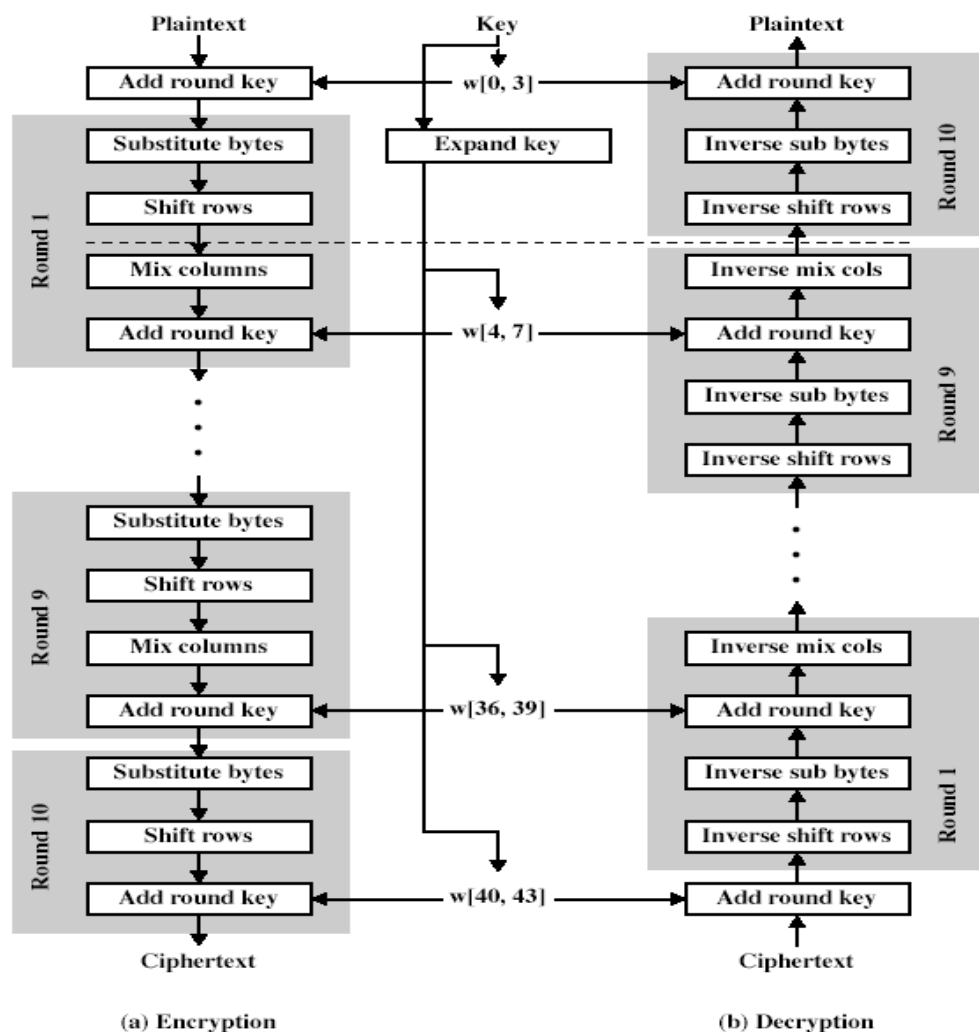 Plaintext
Add round key
Round 1
Substitute bytes
Shift rows
Mix columns
Add round key
Round 9
Substitute bytes
Shift rows
Mix columns
Add round key
Round 10
Substitute bytes
Shift rows
Add round key
Ciphertext
(a) Encryption
Key
w[0, 3]
Expand key
w[4, 7]
w[36, 39]
w[40, 43]
Plaintext
Add round key
Inverse sub bytes
Inverse shift rows
Round 10
Inverse mix cols
Add round key
Inverse sub bytes
Inverse shift rows
Round 9
Inverse mix cols
Add round key
Inverse sub bytes
Inverse shift rows
Round 1
Add round key
Ciphertext
(b) Decryption